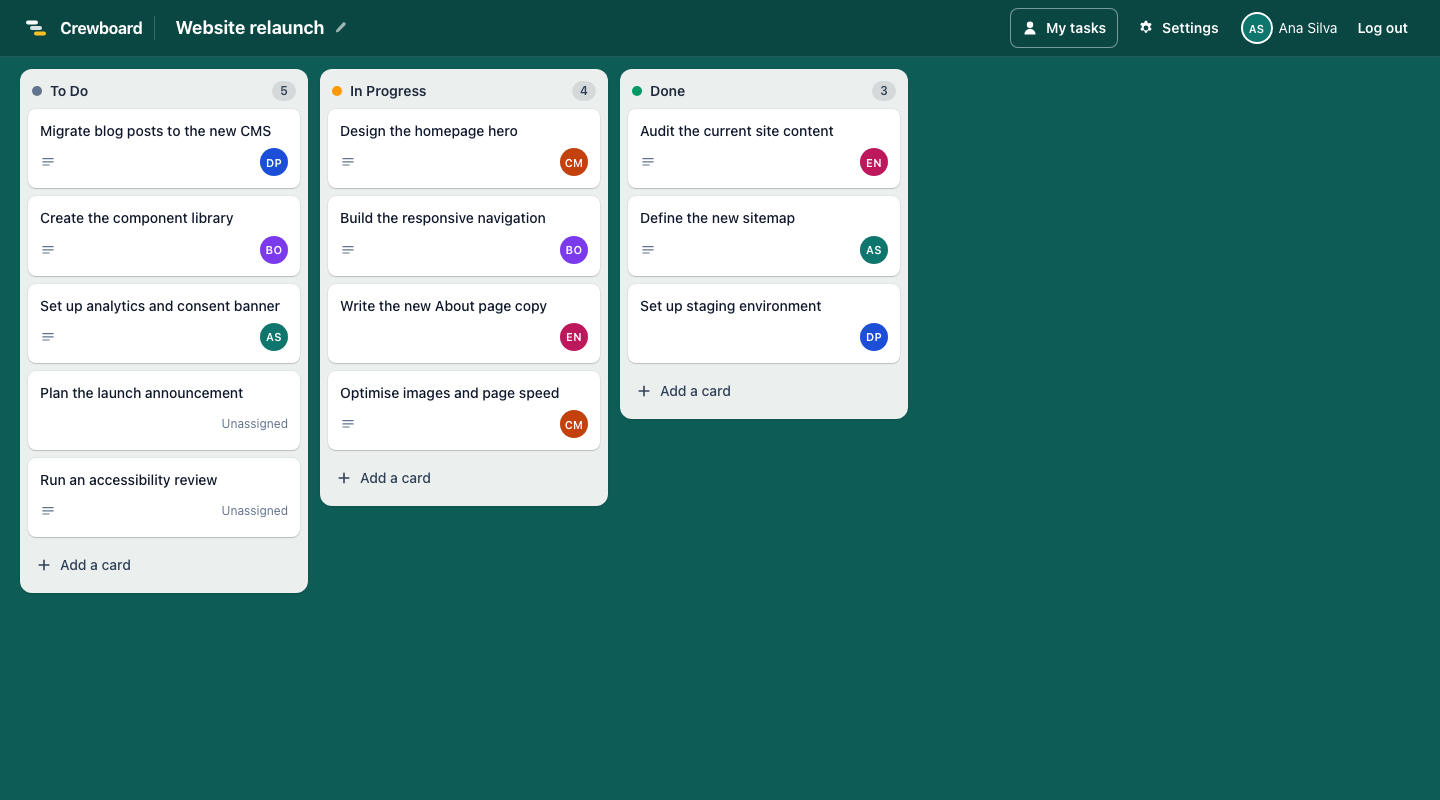 Crewboard
Website relaunch
My tasks
Settings
AS
Ana Silva
Log out
To Do
5
Migrate blog posts to the new CMS
DP
Create the component library
BO
Set up analytics and consent banner
AS
Plan the launch announcement
Unassigned
Run an accessibility review
Unassigned
Add a card
In Progress
4
Design the homepage hero
CM
Build the responsive navigation
BO
Write the new About page copy
EN
Optimise images and page speed
CM
Add a card
Done
3
Audit the current site content
EN
Define the new sitemap
AS
Set up staging environment
DP
Add a card